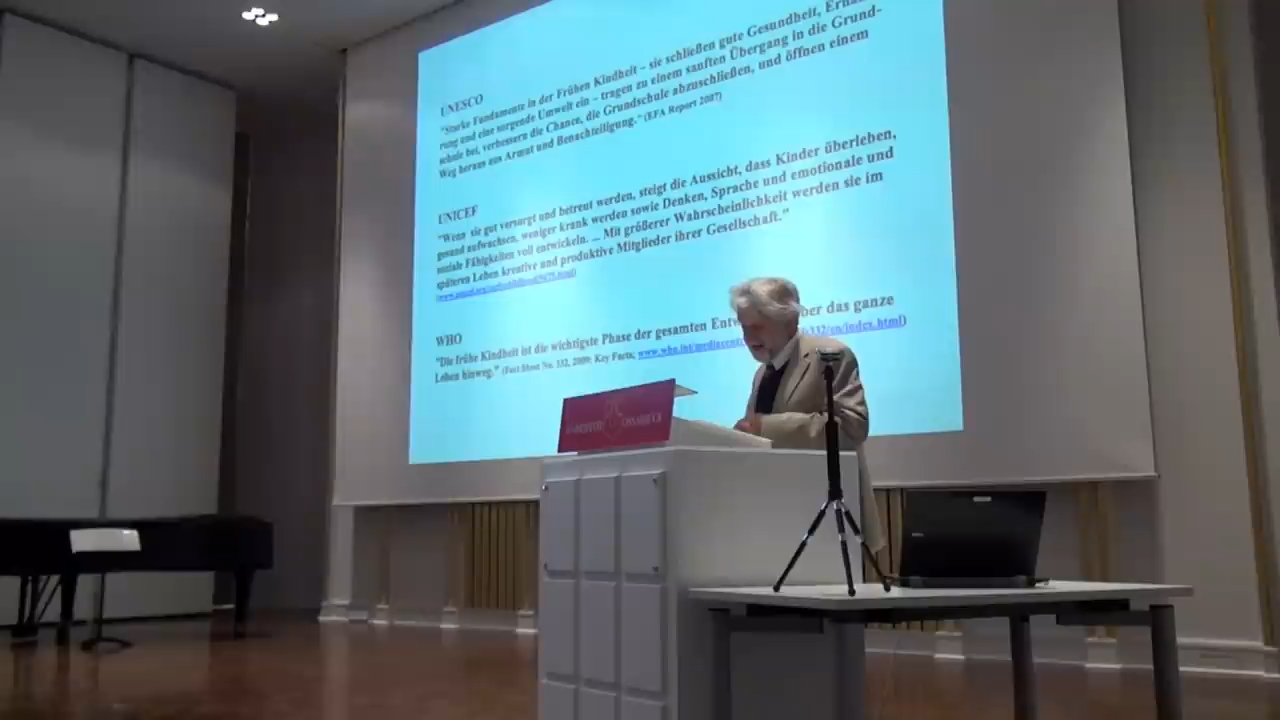 UNESCO
"Starke Fundamente in der Frühen Kindheit – sie schließen gute Gesundheit,
rung und eine sorgende Umwelt ein – tragen zu einem sanften Übergang in die Grund-
schule bei, verbessern die Chance, die Grundschule abzuschließen, und öffnen einem
Weg heraus aus Armut und Benachteiligung." (EFA Report 2007)
UNICEF
"Wenn sie gut versorgt und betreut werden, steigt die Aussicht, dass Kinder überleben,
gesund aufwachsen, weniger krank werden sowie Denken, Sprache und emotionale und
soziale Fähigkeiten voll entwickeln. ... Mit größerer Wahrscheinlichkeit werden sie im
späteren Leben kreative und produktive Mitglieder ihrer Gesellschaft."
WHO
"Die frühe Kindheit ist die wichtigste Phase der gesamten das ganze
Leben hinweg." (Fact Sheet No. 332, 2009: Key Facts;
UNIVERSITÄT OSNABRÜCK